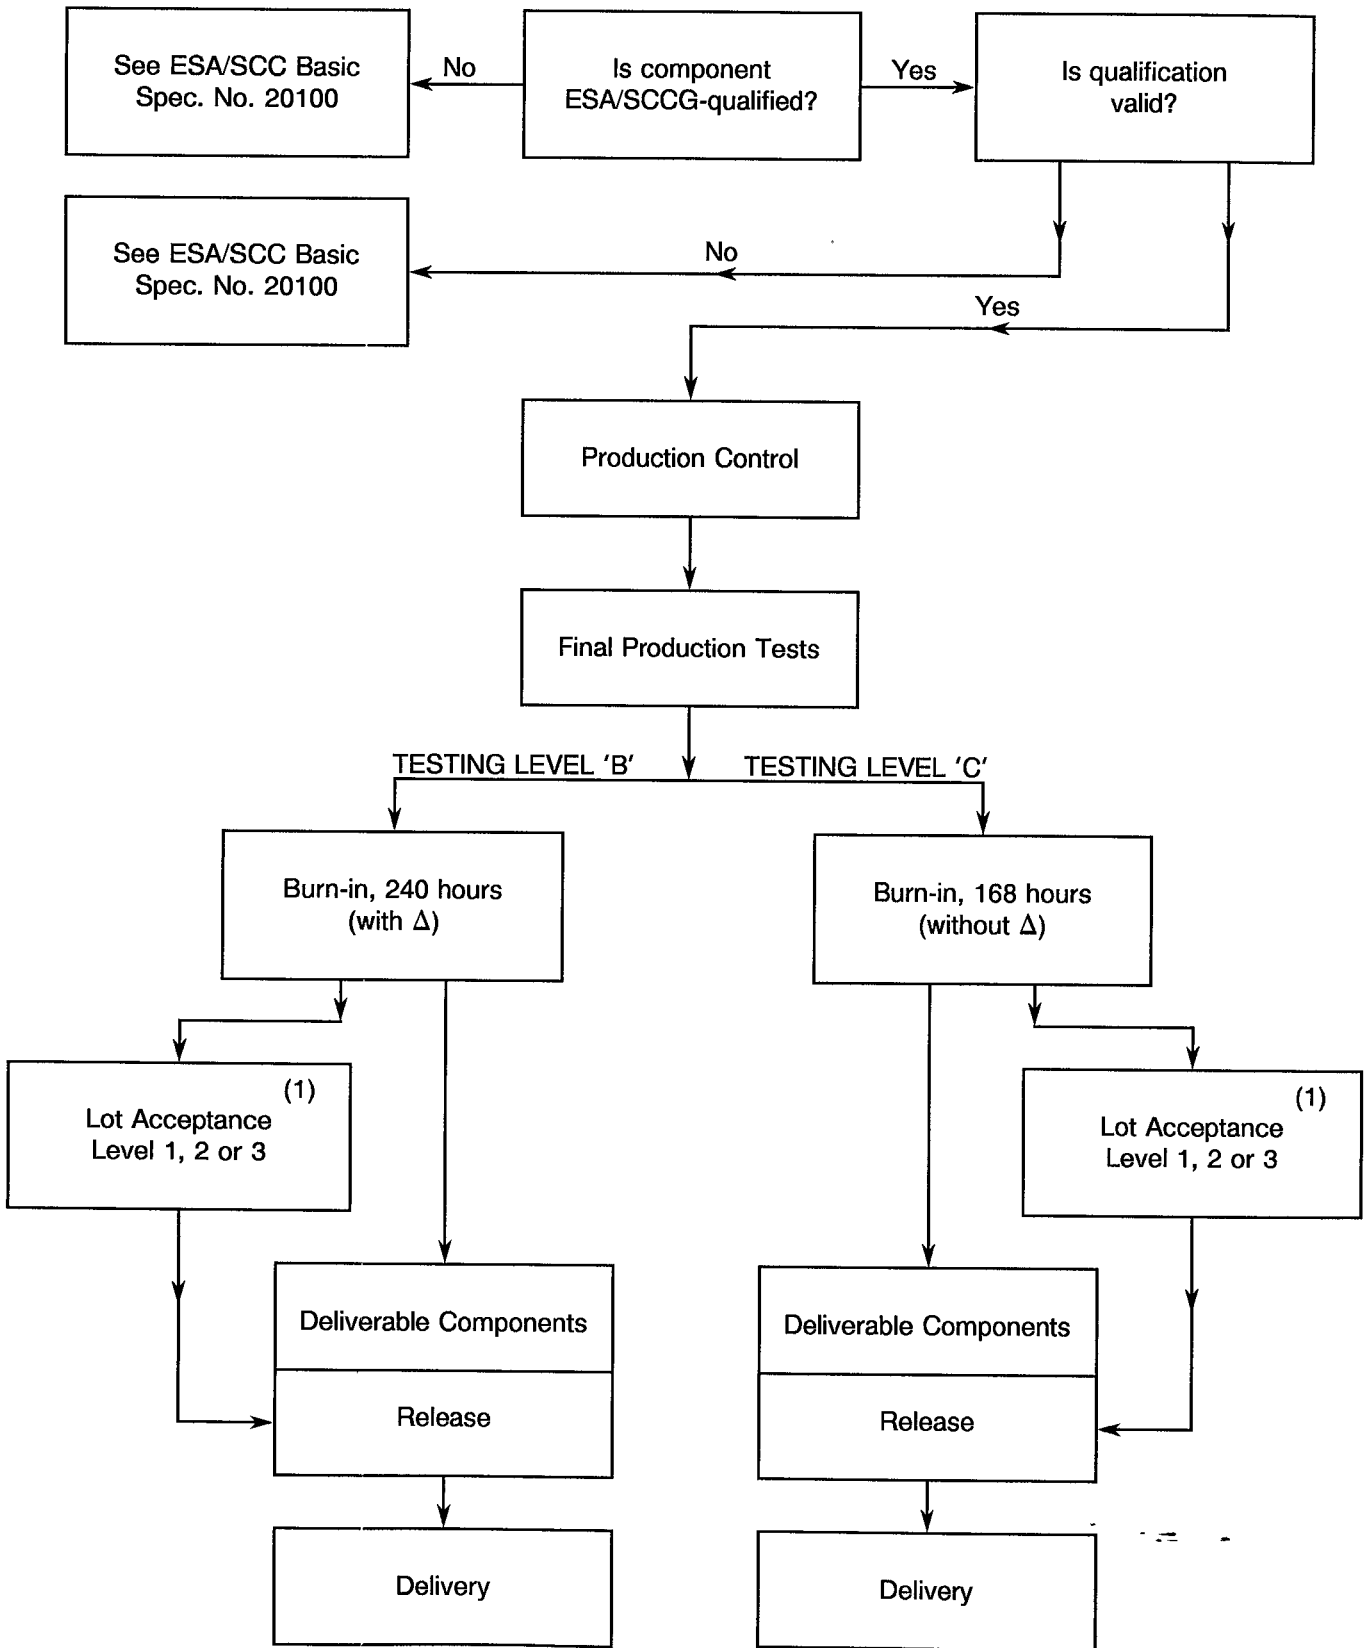 See ESA/SCC Basic
Spec. No. 20100
No
Is component
ESA/SCCG-qualified?
Yes
Is qualification
valid?
See ESA/SCC Basic
Spec. No. 20100
No
Yes
Production Control
Final Production Tests
TESTING LEVEL 'B'
TESTING LEVEL 'C'
Burn-in, 240 hours
(with Δ)
Burn-in, 168 hours
(without Δ)
(1)
Lot Acceptance
Level 1, 2 or 3
(1)
Lot Acceptance
Level 1, 2 or 3
Deliverable Components
Release
Deliverable Components
Release
Delivery
Delivery